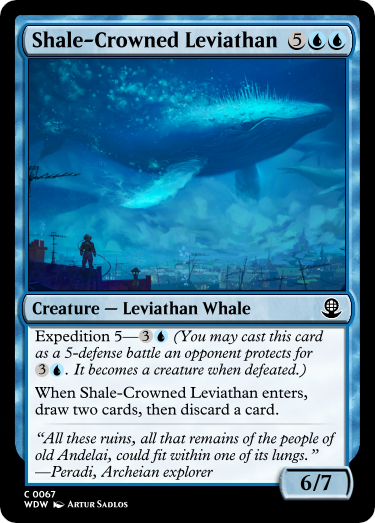 Shale-Crowned Leviathan 5
Creature — Leviathan Whale
Expedition 5—3 (You may cast this card
as a 5-defense battle an opponent protects for
3. It becomes a creature when defeated.)
When Shale-Crowned Leviathan enters,
draw two cards, then discard a card.
“All these ruins, all that remains of the people of
old Andelai, could fit within one of its lungs.”
—Peradi, Archeian explorer
6/7
C 0067
WDW Artur Sadlos